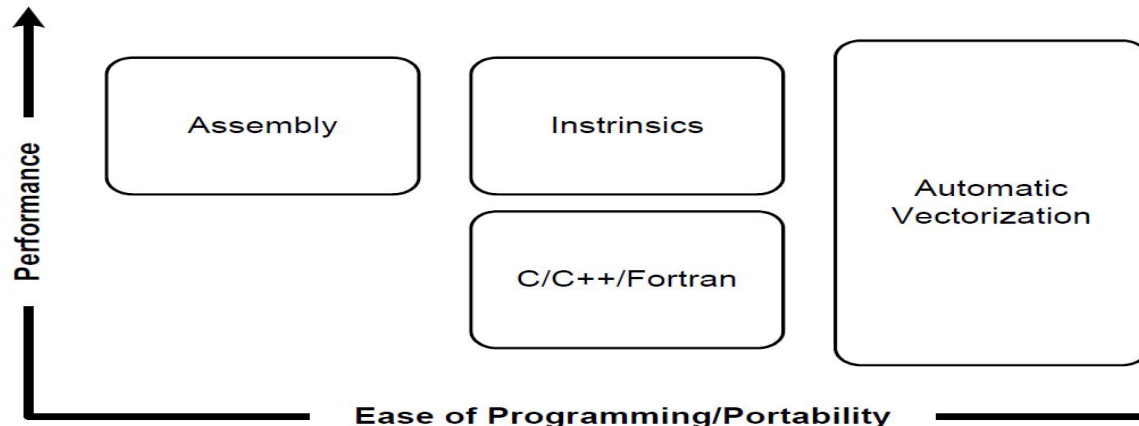 Assembly
Instrinsics
Automatic
Vectorization
C/C++/Fortran
Performance
Ease of Programming/Portability